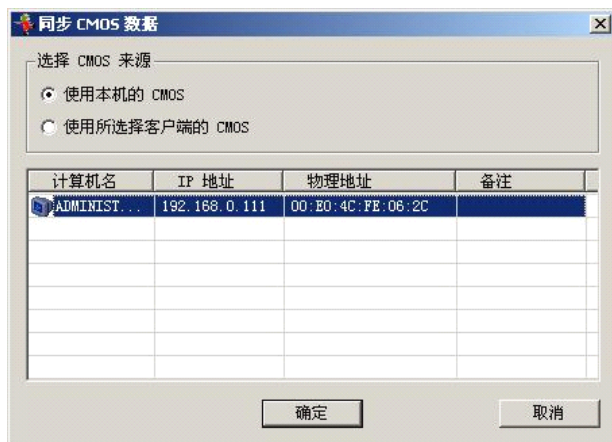 同步 CMOS 数据
选择 CMOS 来源
使用本机的 CMOS
使用所选择客户端的 CMOS
计算机名 IP 地址 物理地址 备注
ADMINIST... 192.168.0.111 00:E0:4C:FE:06:2C
确定 取消